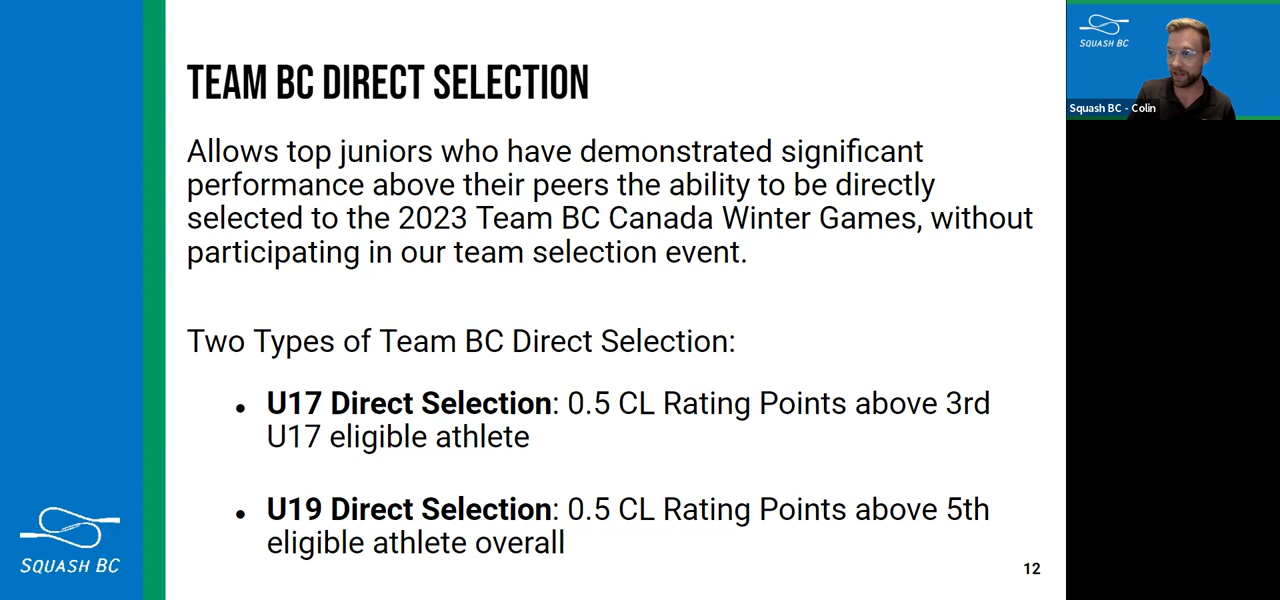 TEAM BC DIRECT SELECTION
Allows top juniors who have demonstrated significant
performance above their peers the ability to be directly
selected to the 2023 Team BC Canada Winter Games, without
participating in our team selection event.
Two Types of Team BC Direct Selection:
● U17 Direct Selection: 0.5 CL Rating Points above 3rd
U17 eligible athlete
● U19 Direct Selection: 0.5 CL Rating Points above 5th
eligible athlete overall
12
SQUASH BC
SQUASH BC
Squash BC - Colin